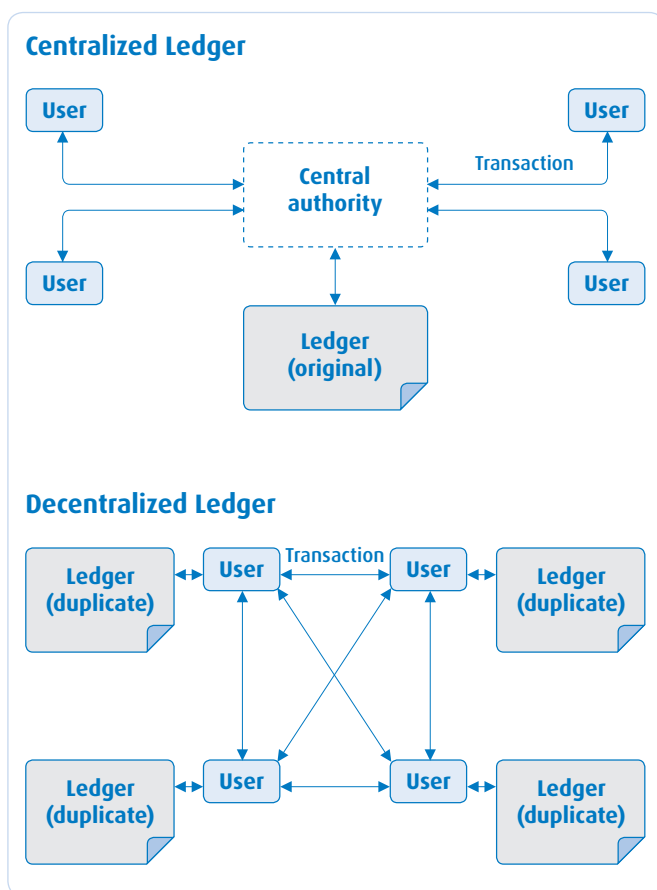 Centralized Ledger
User
User
Central
authority
Transaction
User
User
Ledger
(original)
Decentralized Ledger
Ledger
(duplicate)
User
Transaction
User
Ledger
(duplicate)
Ledger
(duplicate)
User
User
Ledger
(duplicate)